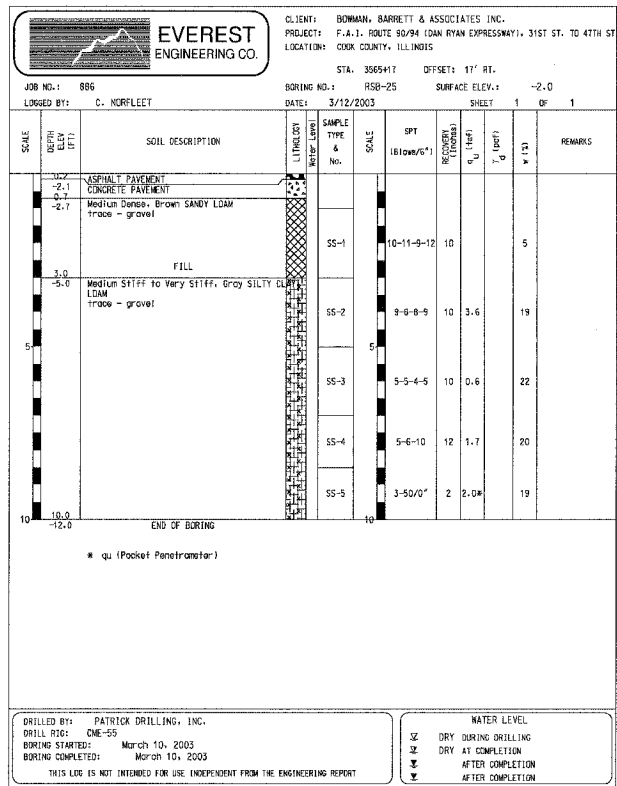 EVEREST
ENGINEERING CO.
CLIENT: BOWMAN, BARRETT & ASSOCIATES INC.
PROJECT: F.A.I. ROUTE 90/94 (DAN RYAN EXPRESSWAY), 31ST ST. TO 47TH ST
LOCATION: COOK COUNTY, ILLINOIS
STA. 3565+17 OFFSET: 17' RT.
JOB NO.: 886 BORING NO.: RSB-25 SURFACE ELEV.: -2.0
LOGGED BY: C. NORFLEET DATE: 3/12/2003 SHEET 1 OF 1
SCALE DEPTH ELEV (FT) SOIL DESCRIPTION LITHOLOGY Water Level SAMPLE TYPE & No. SCALE SPT (Blows/6") RECOVERY (Inches) qu (tsf) Yd (pcf) w (%) REMARKS
0.2 ASPHALT PAVEMENT
-2.1 CONCRETE PAVEMENT
0.7
-2.7 Medium Dense, Brown SANDY LOAM
trace - gravel
SS-1 10-11-9-12 10 5
FILL
3.0
-5.0 Medium Stiff to Very Stiff, Gray SILTY CLAY
LOAM
trace - gravel
SS-2 9-6-8-9 10 3.6 19
5 5
SS-3 5-5-4-5 10 0.6 22
SS-4 5-6-10 12 1.7 20
SS-5 3-50/0" 2 2.0* 19
10 10.0 10
-12.0 END OF BORING
* qu (Pocket Penetrometer)
DRILLED BY: PATRICK DRILLING, INC.
DRILL RIG: CME-55
BORING STARTED: March 10, 2003
BORING COMPLETED: March 10, 2003
THIS LOG IS NOT INTENDED FOR USE INDEPENDENT FROM THE ENGINEERING REPORT
WATER LEVEL
DRY DURING DRILLING
DRY AT COMPLETION
AFTER COMPLETION
AFTER COMPLETION